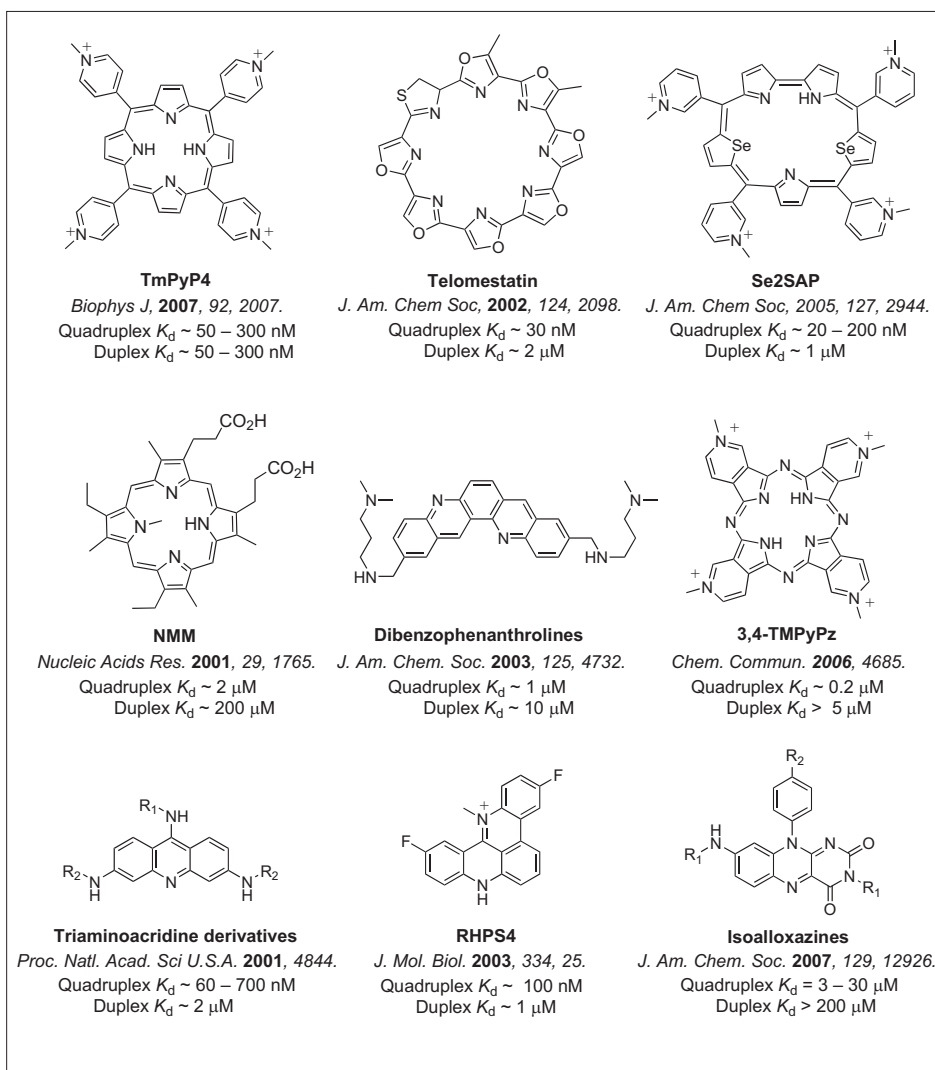 TmPyP4
Biophys J, 2007, 92, 2007.
Quadruplex Kd ~ 50 – 300 nM
Duplex Kd ~ 50 – 300 nM
Telomestatin
J. Am. Chem Soc, 2002, 124, 2098.
Quadruplex Kd ~ 30 nM
Duplex Kd ~ 2 μM
Se2SAP
J. Am. Chem Soc, 2005, 127, 2944.
Quadruplex Kd ~ 20 – 200 nM
Duplex Kd ~ 1 μM
NMM
Nucleic Acids Res. 2001, 29, 1765.
Quadruplex Kd ~ 2 μM
Duplex Kd ~ 200 μM
Dibenzophenanthrolines
J. Am. Chem. Soc. 2003, 125, 4732.
Quadruplex Kd ~ 1 μM
Duplex Kd ~ 10 μM
3,4-TMPyPz
Chem. Commun. 2006, 4685.
Quadruplex Kd ~ 0.2 μM
Duplex Kd > 5 μM
Triaminoacridine derivatives
Proc. Natl. Acad. Sci U.S.A. 2001, 4844.
Quadruplex Kd ~ 60 – 700 nM
Duplex Kd ~ 2 μM
RHPS4
J. Mol. Biol. 2003, 334, 25.
Quadruplex Kd ~ 100 nM
Duplex Kd ~ 1 μM
Isoalloxazines
J. Am. Chem. Soc. 2007, 129, 12926.
Quadruplex Kd = 3 – 30 μM
Duplex Kd > 200 μM